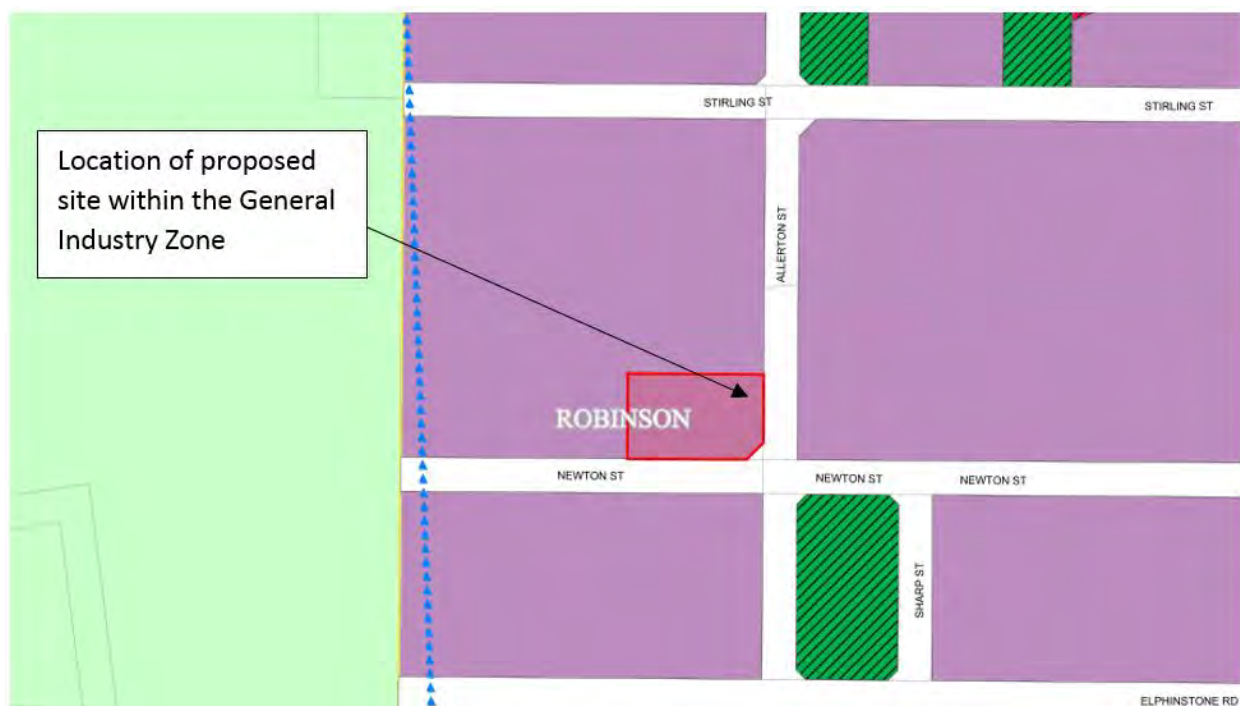 STIRLING ST
STIRLING ST
Location of proposed
site within the General
Industry Zone
ALLERTON ST
ROBINSON
NEWTON ST
NEWTON ST
NEWTON ST
SHARP ST
ELPHINSTONE RD